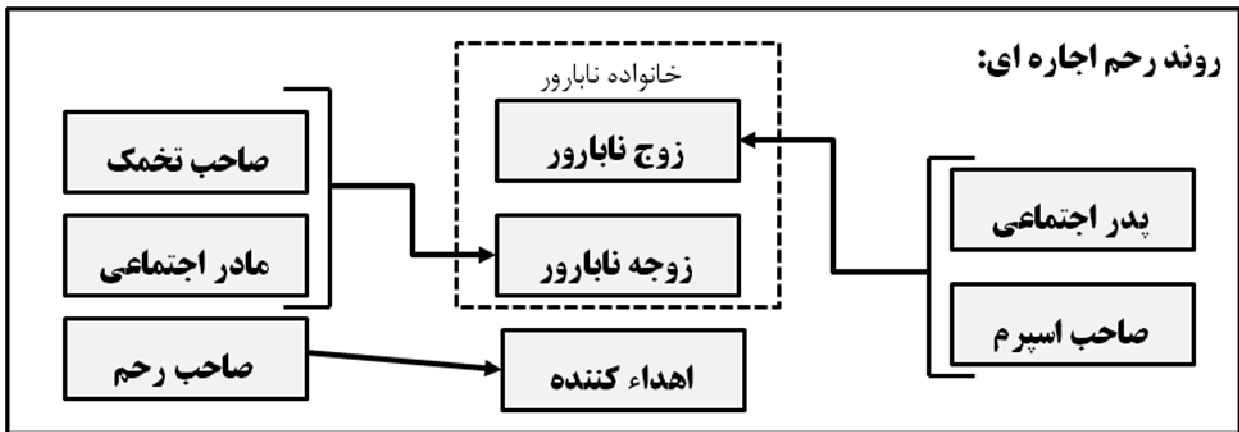 روند رحم اجاره ای:
خانواده نابارور
زوج نابارور
زوجه نابارور
پدر اجتماعی
صاحب اسپرم
صاحب تخمک
مادر اجتماعی
صاحب رحم
اهداء کننده